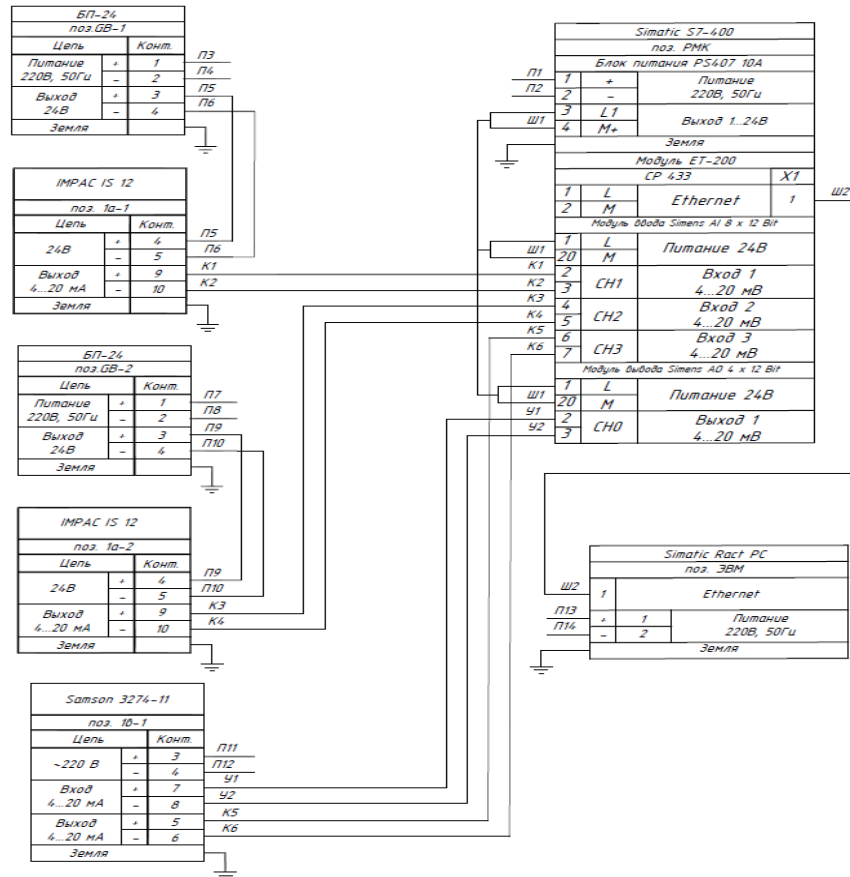 БП-24
поз.GB-1
Цепь Конт.
Питание 220В, 50Гц + 1 П3
- 2 П4
Выход 24В + 3 П5
- 4 П6
Земля
IMPAC IS 12
поз. 1а-1
Цепь Конт.
24В + 4 П5
- 5 П6
Выход 4...20 мА + 9 К1
- 10 К2
Земля
БП-24
поз.GB-2
Цепь Конт.
Питание 220В, 50Гц + 1 П7
- 2 П8
Выход 24В + 3 П9
- 4 П10
Земля
IMPAC IS 12
поз. 1а-2
Цепь Конт.
24В + 4 П9
- 5 П10
Выход 4...20 мА + 9 К3
- 10 К4
Земля
Samson 3274-11
поз. 1б-1
Цепь Конт.
~220 В + 3 П11
- 4 П12
Вход 4...20 мА + 7 У1
- 8 У2
Выход 4...20 мА + 5 К5
- 6 К6
Земля
Simatic S7-400
поз. РМК
Блок питания PS407 10А
П1 1 + Питание
П2 2 - 220В, 50Гц
3 L1 Выход 1...24В
Ш1 4 М+
Земля
Модуль ET-200
CP 433 X1
1 L Ethernet 1 Ш2
2 M
Модуль ввода Simens AI 8 x 12 Bit
1 L Питание 24В
Ш1 20 M
К1 2 CH1 Вход 1
К2 3 4...20 мВ
К3 4 CH2 Вход 2
К4 5 4...20 мВ
К5 6 CH3 Вход 3
К6 7 4...20 мВ
Модуль вывода Simens AO 4 x 12 Bit
1 L Питание 24В
Ш1 20 M
У1 2 CH0 Выход 1
У2 3 4...20 мВ
Simatic Ract PC
поз. ЭВМ
Ш2 1 Ethernet
П13 + 1 Питание
П14 - 2 220В, 50Гц
Земля